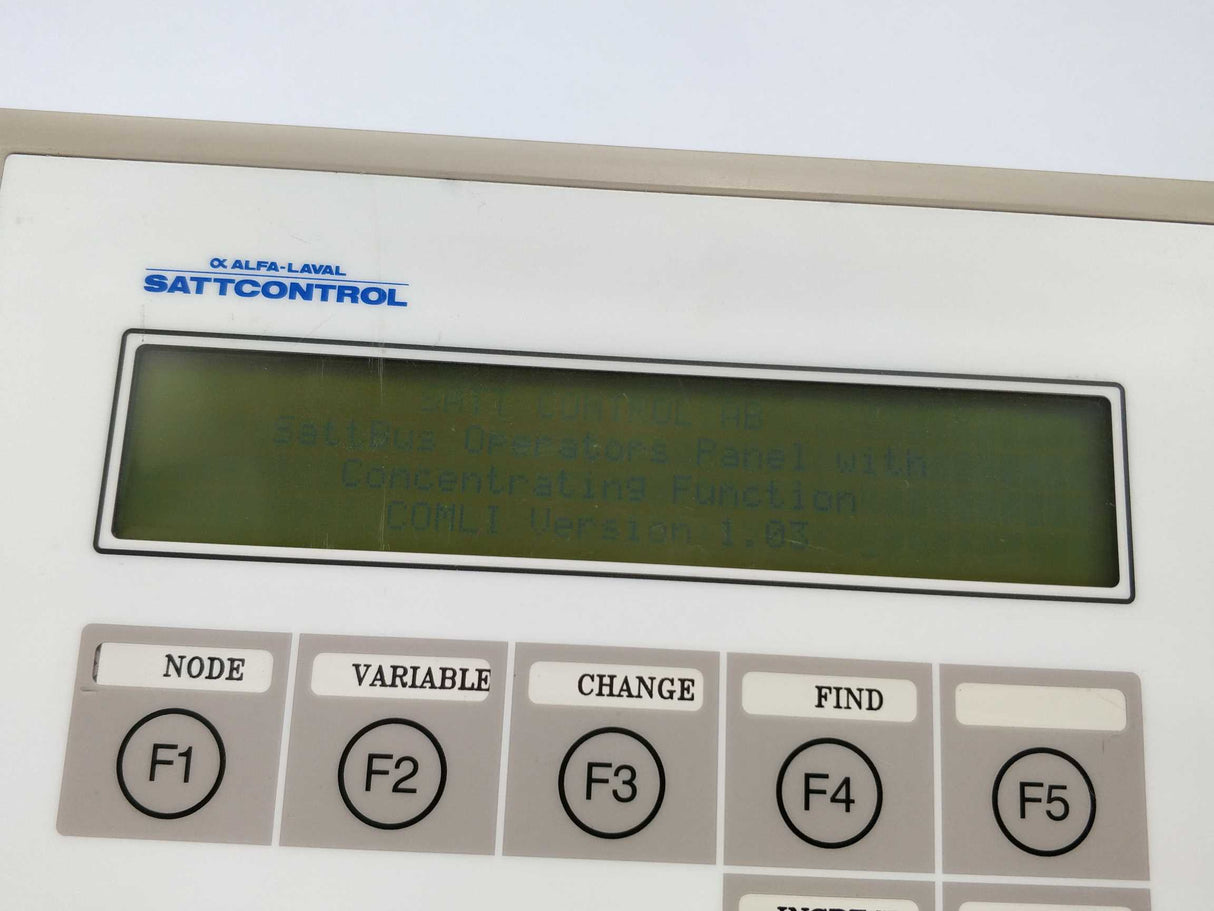 α ALFA-LAVAL
SATTCONTROL
SATT CONTROL AB
SattBus Operators Panel with
Concentrating Function
COMLI Version 1:03
NODE
VARIABLE
CHANGE
FIND
F1
F2
F3
F4
F5